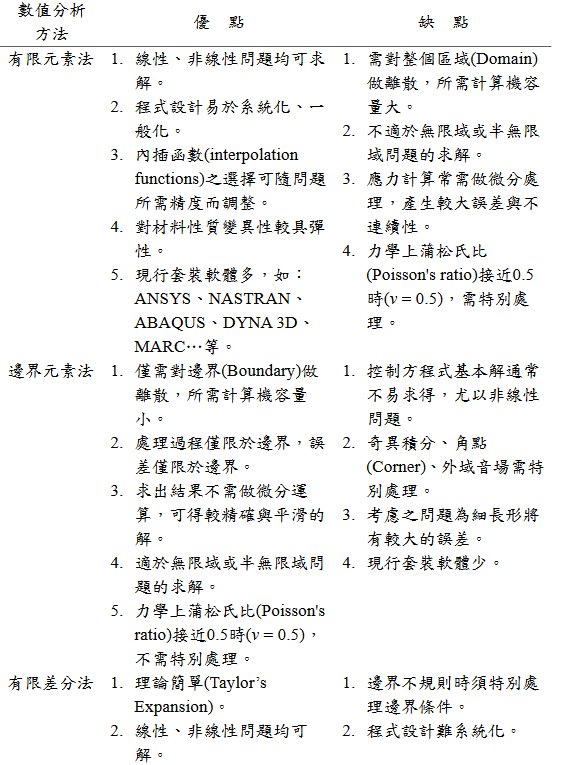 數值分析 優 點 缺 點
方法
有限元素法 1. 線性、非線性問題均可求 1. 需對整個區域(Domain)
解。 做離散，所需計算機容
2. 程式設計易於系統化、一 量大。
般化。 2. 不適於無限域或半無限
3. 內插函數(interpolation 域問題的求解。
functions)之選擇可隨問題 3. 應力計算常需做微分處
所需精度而調整。 理，產生較大誤差與不
4. 對材料性質變異性較具彈 連續性。
性。 4. 力學上蒲松氏比
5. 現行套裝軟體多，如： (Poisson's ratio)接近0.5
ANSYS、NASTRAN、 時(v = 0.5)，需特別處
ABAQUS、DYNA 3D、 理。
MARC…等。
邊界元素法 1. 僅需對邊界(Boundary)做 1. 控制方程式基本解通常
離散，所需計算機容量 不易求得，尤以非線性
小。 問題。
2. 處理過程僅限於邊界，誤 2. 奇異積分、角點
差僅限於邊界。 (Corner)、外域音場需特
3. 求出結果不需做微分運 別處理。
算，可得較精確與平滑的 3. 考慮之問題為細長形將
解。 有較大的誤差。
4. 適於無限域或半無限域問 4. 現行套裝軟體少。
題的求解。
5. 力學上蒲松氏比(Poisson's
ratio)接近0.5時(v = 0.5)，
不需特別處理。
有限差分法 1. 理論簡單(Taylor’s 1. 邊界不規則時須特別處
Expansion)。 理邊界條件。
2. 線性、非線性問題均可 2. 程式設計難系統化。
解。